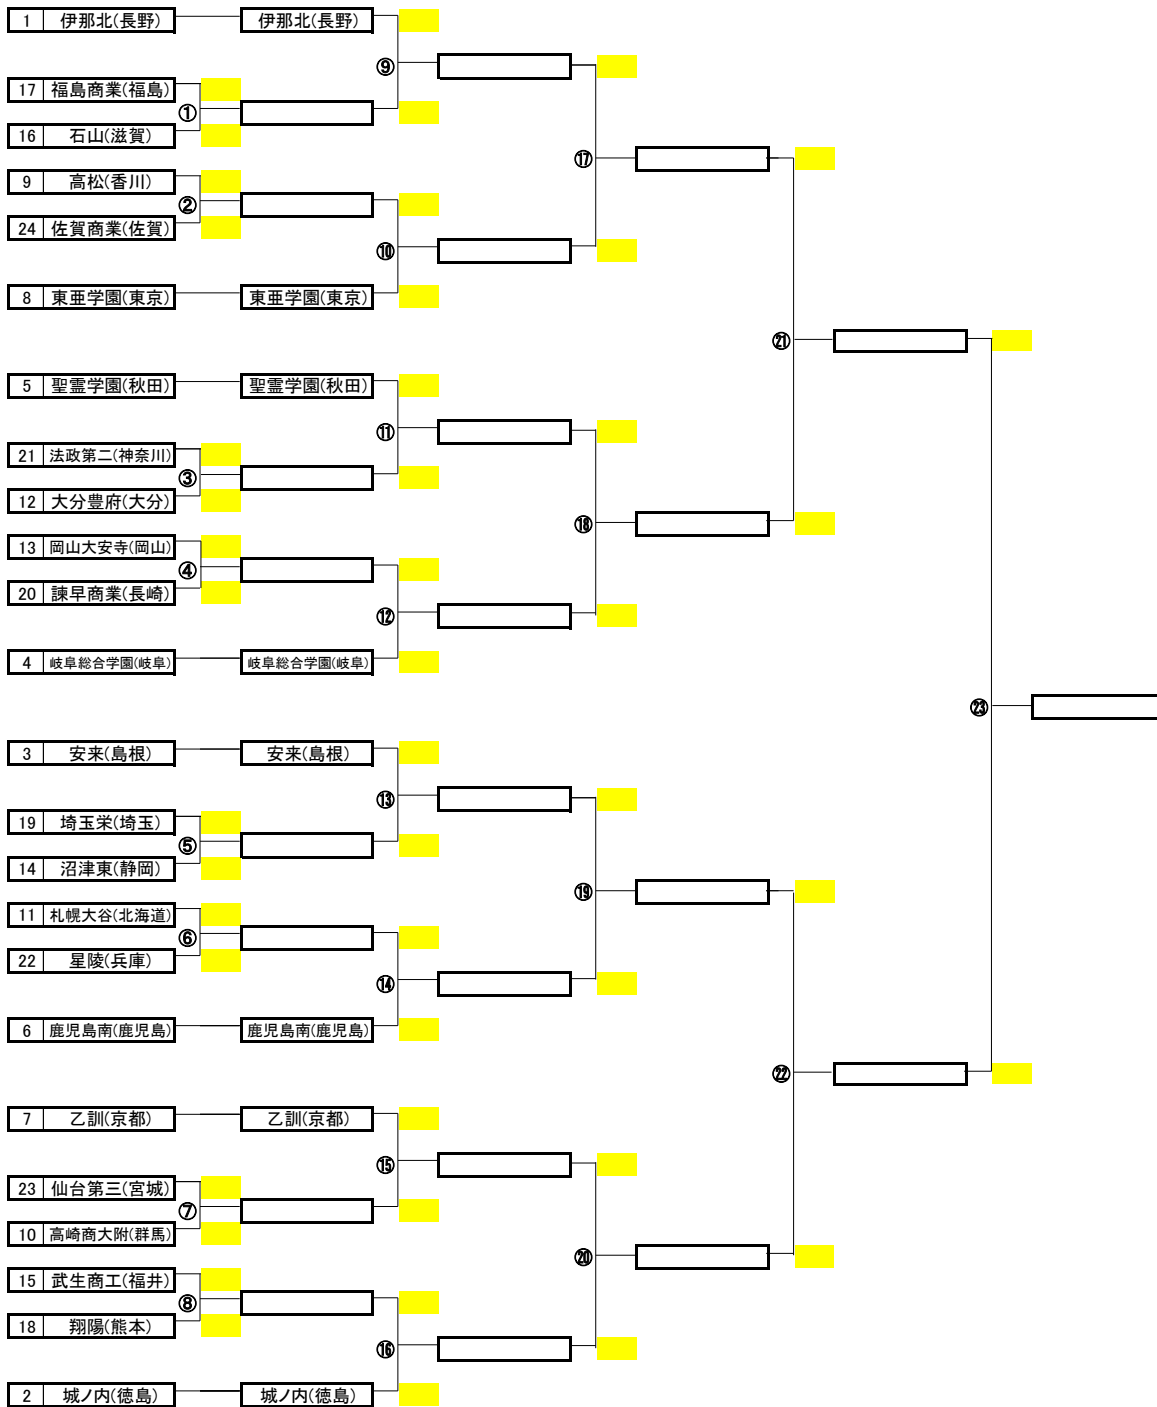 1 伊那北(長野) 伊那北(長野)
⑨
17 福島商業(福島)
①
16 石山(滋賀)
⑰
9 高松(香川)
②
24 佐賀商業(佐賀)
⑩
8 東亜学園(東京) 東亜学園(東京)
㉑
5 聖霊学園(秋田) 聖霊学園(秋田)
⑪
21 法政第二(神奈川)
③
12 大分豊府(大分)
⑱
13 岡山大安寺(岡山)
④
20 諫早商業(長崎)
⑫
4 岐阜総合学園(岐阜) 岐阜総合学園(岐阜)
㉓
3 安来(島根) 安来(島根)
⑬
19 埼玉栄(埼玉)
⑤
14 沼津東(静岡)
⑲
11 札幌大谷(北海道)
⑥
22 星陵(兵庫)
⑭
6 鹿児島南(鹿児島) 鹿児島南(鹿児島)
㉒
7 乙訓(京都) 乙訓(京都)
⑮
23 仙台第三(宮城)
⑦
10 高崎商大附(群馬)
⑳
15 武生商工(福井)
⑧
18 翔陽(熊本)
⑯
2 城ノ内(徳島) 城ノ内(徳島)